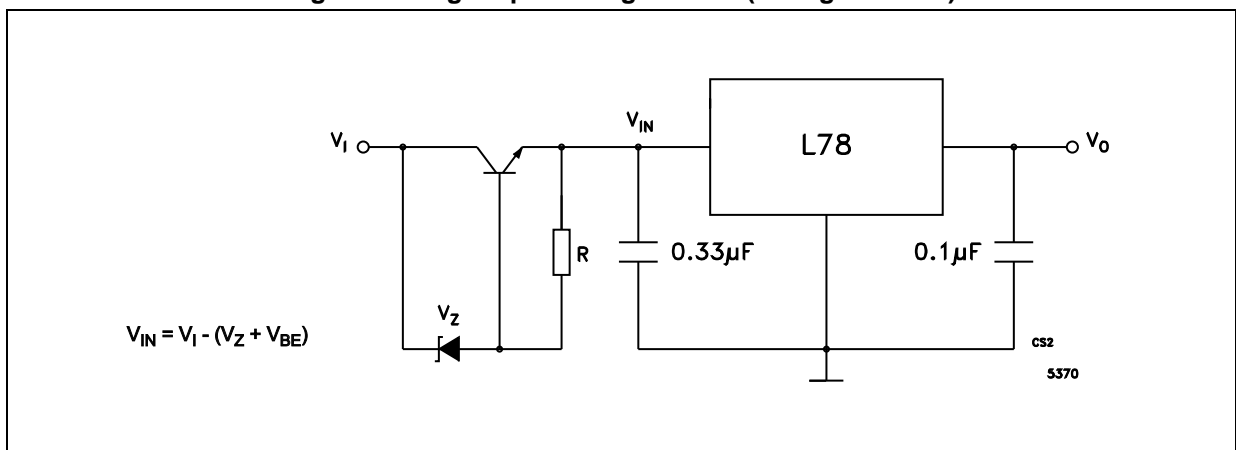 V_I
V_IN
L78
V_O
R
0.33µF
0.1µF
V_Z
V_IN = V_I - (V_Z + V_BE)
CS2
5370